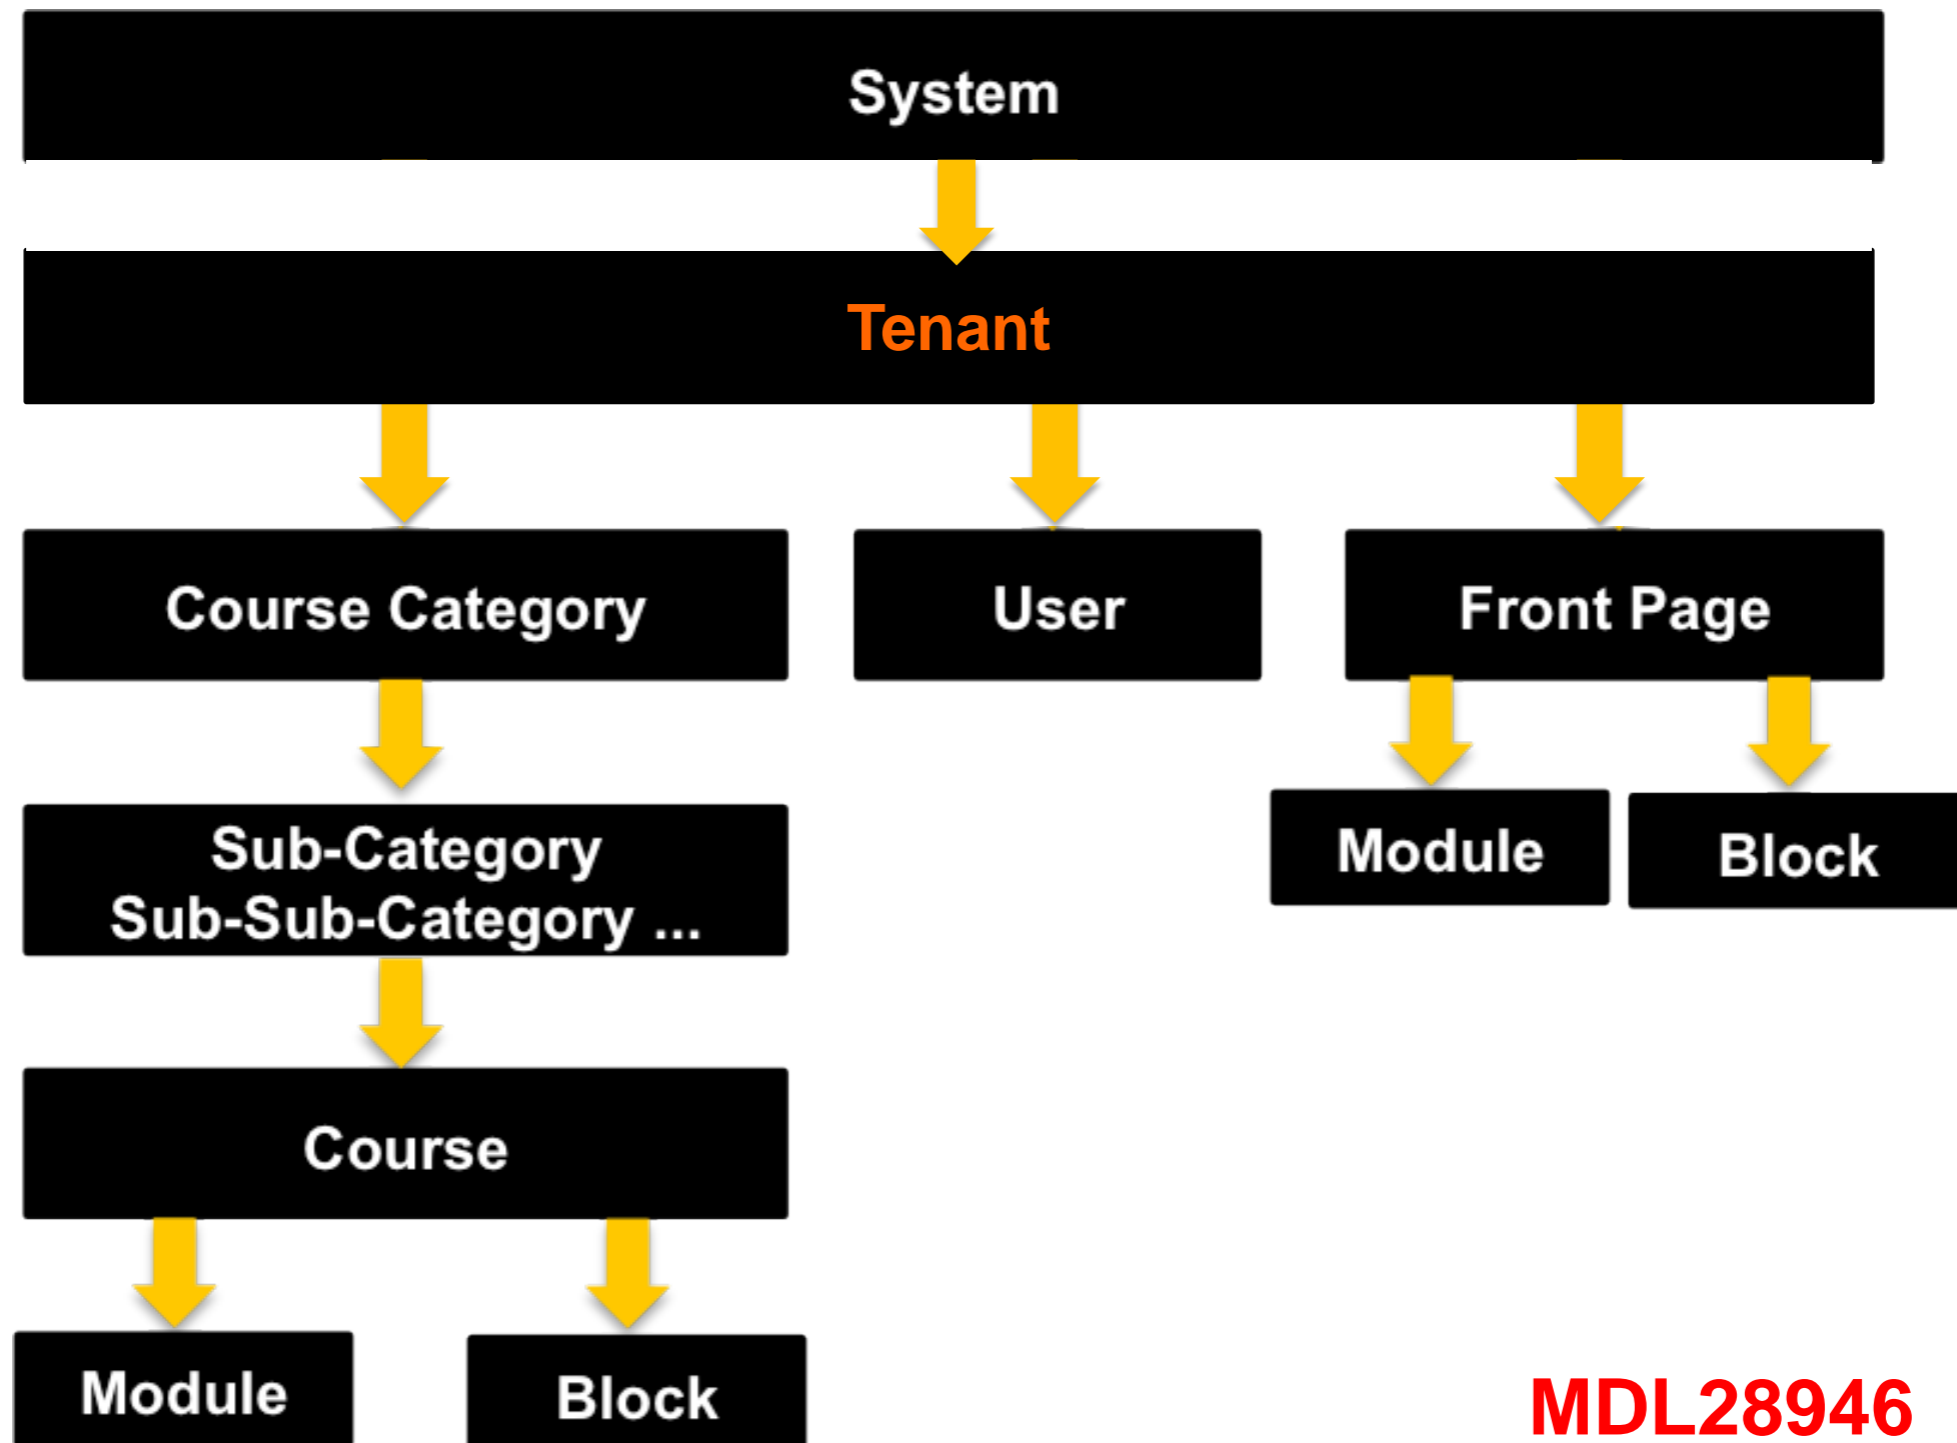 System
Tenant
Course Category
User
Front Page
Sub-Category
Sub-Sub-Category ...
Module
Block
Course
Module
Block
MDL28946